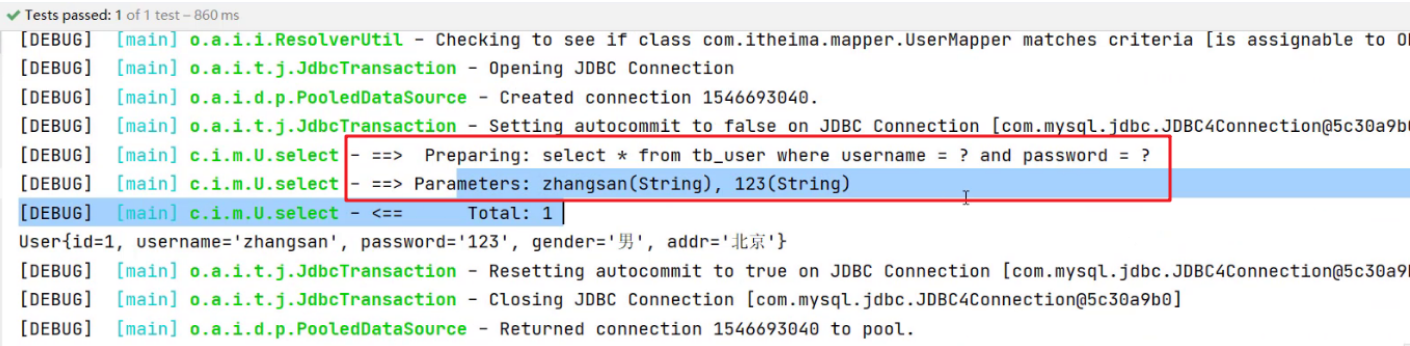 Tests passed: 1 of 1 test – 860 ms
[DEBUG] [main] o.a.i.i.ResolverUtil - Checking to see if class com.itheima.mapper.UserMapper matches criteria [is assignable to
[DEBUG] [main] o.a.i.t.j.JdbcTransaction - Opening JDBC Connection
[DEBUG] [main] o.a.i.d.p.PooledDataSource - Created connection 1546693040.
[DEBUG] [main] o.a.i.t.j.JdbcTransaction - Setting autocommit to false on JDBC Connection [com.mysql.jdbc.JDBC4Connection@5c30a9b0
[DEBUG] [main] c.i.m.U.select - ==>  Preparing: select * from tb_user where username = ? and password = ?
[DEBUG] [main] c.i.m.U.select - ==> Parameters: zhangsan(String), 123(String)
[DEBUG] [main] c.i.m.U.select - <==      Total: 1
User{id=1, username='zhangsan', password='123', gender='男', addr='北京'}
[DEBUG] [main] o.a.i.t.j.JdbcTransaction - Resetting autocommit to true on JDBC Connection [com.mysql.jdbc.JDBC4Connection@5c30a9
[DEBUG] [main] o.a.i.t.j.JdbcTransaction - Closing JDBC Connection [com.mysql.jdbc.JDBC4Connection@5c30a9b0]
[DEBUG] [main] o.a.i.d.p.PooledDataSource - Returned connection 1546693040 to pool.